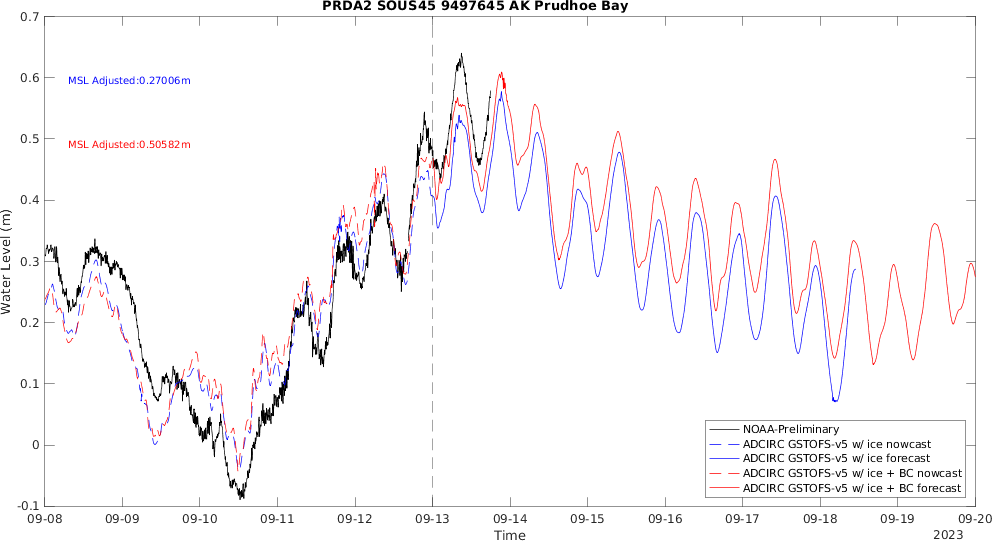 PRDA2 SOUS45 9497645 AK Prudhoe Bay
0.7
0.6
0.5
0.4
0.3
0.2
0.1
0
-0.1
Water Level (m)
MSL Adjusted:0.27006m
MSL Adjusted:0.50582m
NOAA-Preliminary
ADCIRC GSTOFS-v5 w/ ice nowcast
ADCIRC GSTOFS-v5 w/ ice forecast
ADCIRC GSTOFS-v5 w/ ice + BC nowcast
ADCIRC GSTOFS-v5 w/ ice + BC forecast
09-08 09-09 09-10 09-11 09-12 09-13 09-14 09-15 09-16 09-17 09-18 09-19 09-20
Time
2023